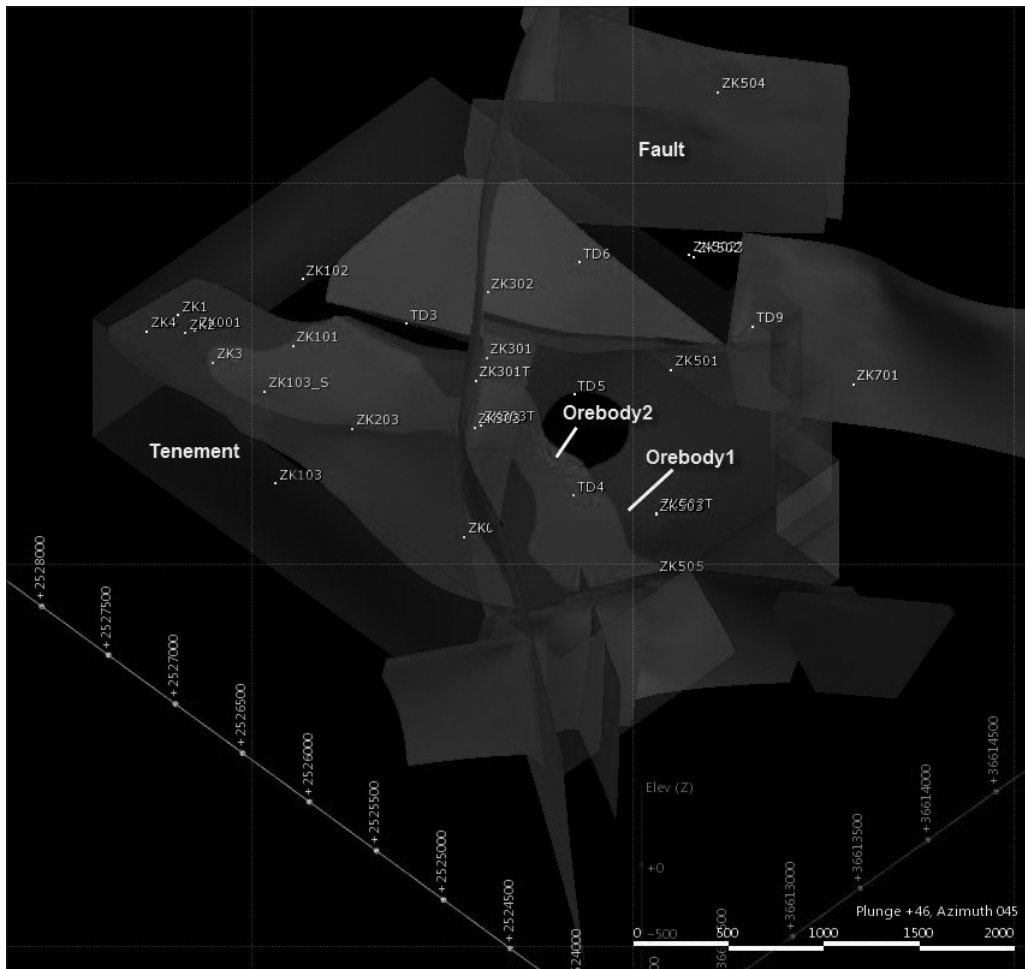 ZK504
Fault
TD6
ZK102
ZK302
ZK1
ZK4
TD3
TD9
ZK101
ZK301
ZK3
ZK501
ZK301T
ZK701
ZK103_S
TD5
Orebody2
ZK203
Tenement
Orebody1
ZK103
TD4
ZK503
ZK505
+2528000
+2527500
+2527000
+2526500
+2526000
+2525500
+2525000
+2524500
Elev (Z)
+0
−500
+36614500
+36614000
+36613500
+36613000
Plunge +46, Azimuth 045
0 500 1000 1500 2000